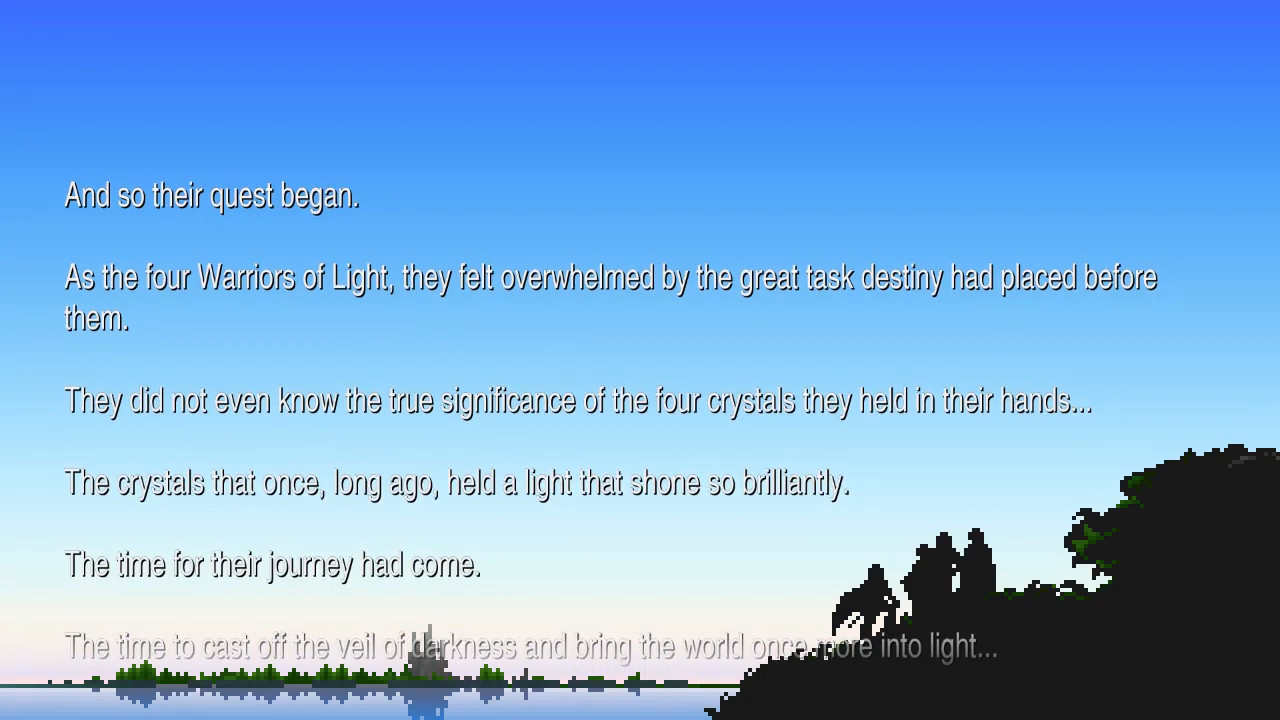 And so their quest began.
As the four Warriors of Light, they felt overwhelmed by the great task destiny had placed before
them.
They did not even know the true significance of the four crystals they held in their hands...
The crystals that once, long ago, held a light that shone so brilliantly.
The time for their journey had come.
The time to cast off the veil of darkness and bring the world once more into light...